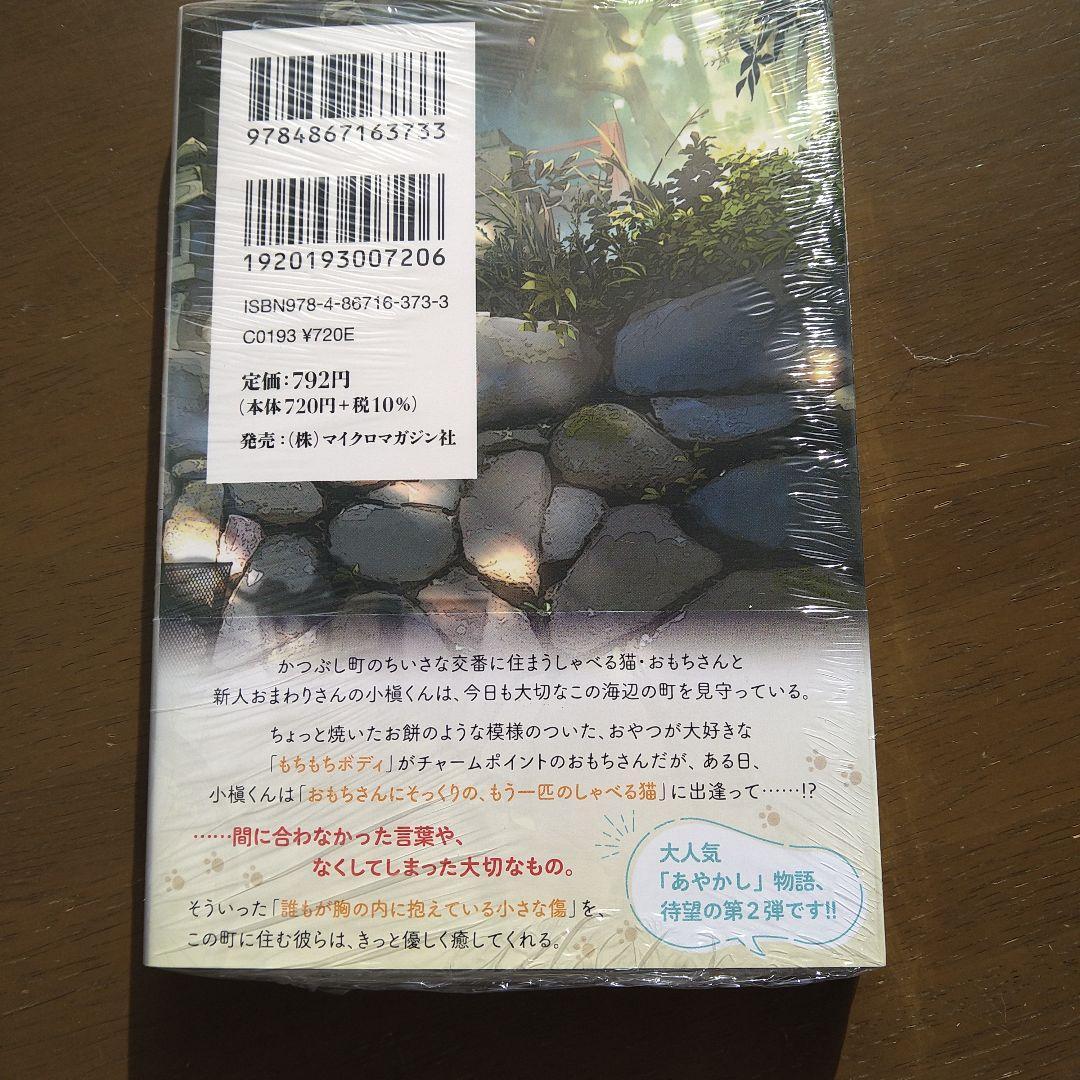 9784867163733
1920193007206
ISBN978-4-86716-373-3
C0193 ¥720E
定価:792円
(本体720円+税10%)
発売:(株)マイクロマガジン社
かつぶし町のちいさな交番に住まうしゃべる猫・おもちさんと
新人おまわりさんの小槇くんは、今日も大切なこの海辺の町を見守っている。
ちょっと焼いたお餅のような模様のついた、おやつが大好きな
「もちもちボディ」がチャームポイントのおもちさんだが、ある日、
小槇くんは「おもちさんにそっくりの、もう一匹のしゃべる猫」に出逢って……!?
……間に合わなかった言葉や、
なくしてしまった大切なもの。
そういった「誰もが胸の内に抱えている小さな傷」を、
この町に住む彼らは、きっと優しく癒してくれる。
大人気
「あやかし」物語、
待望の第2弾です!!